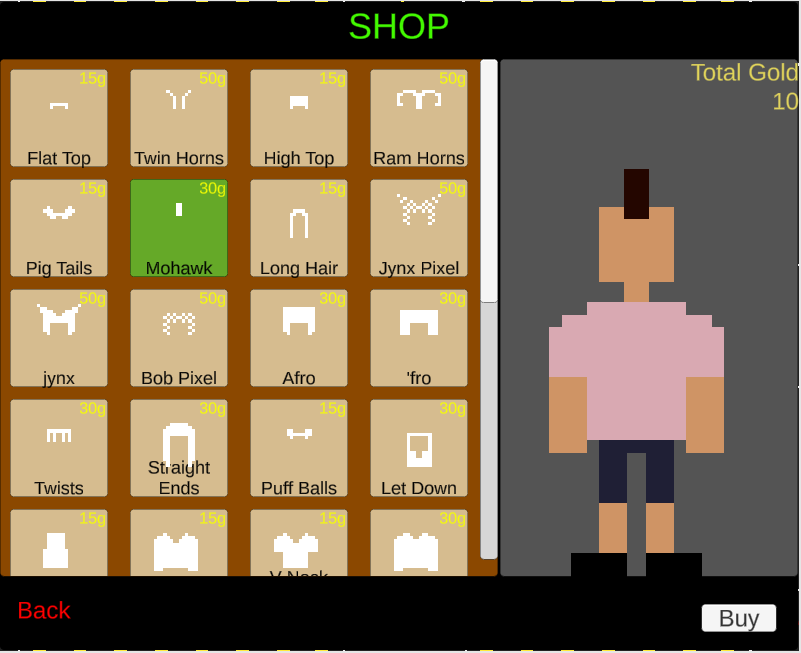 SHOP
Total Gold
10
15g
50g
15g
50g
Flat Top
Twin Horns
High Top
Ram Horns
15g
30g
15g
50g
Pig Tails
Mohawk
Long Hair
Jynx Pixel
50g
50g
30g
30g
jynx
Bob Pixel
Afro
'fro
30g
30g
15g
30g
Twists
Straight
Ends
Puff Balls
Let Down
15g
15g
15g
30g
V-Neck
Back
Buy